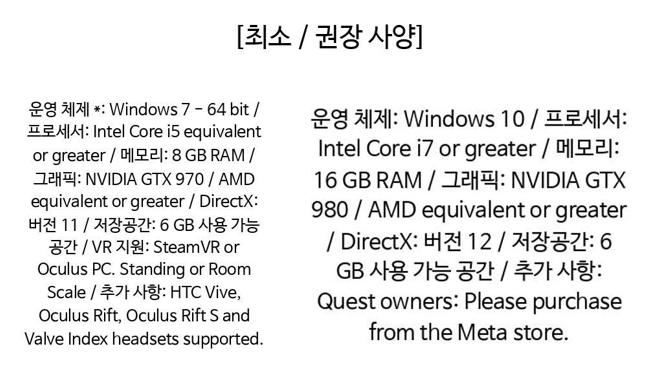 [최소 / 권장 사양]
운영 체제 *: Windows 7 - 64 bit /
프로세서: Intel Core i5 equivalent
or greater / 메모리: 8 GB RAM /
그래픽: NVIDIA GTX 970 / AMD
equivalent or greater / DirectX:
버전 11 / 저장공간: 6 GB 사용 가능
공간 / VR 지원: SteamVR or
Oculus PC. Standing or Room
Scale / 추가 사항: HTC Vive,
Oculus Rift, Oculus Rift S and
Valve Index headsets supported.
운영 체제: Windows 10 / 프로세서:
Intel Core i7 or greater / 메모리:
16 GB RAM / 그래픽: NVIDIA GTX
980 / AMD equivalent or greater
/ DirectX: 버전 12 / 저장공간: 6
GB 사용 가능 공간 / 추가 사항:
Quest owners: Please purchase
from the Meta store.